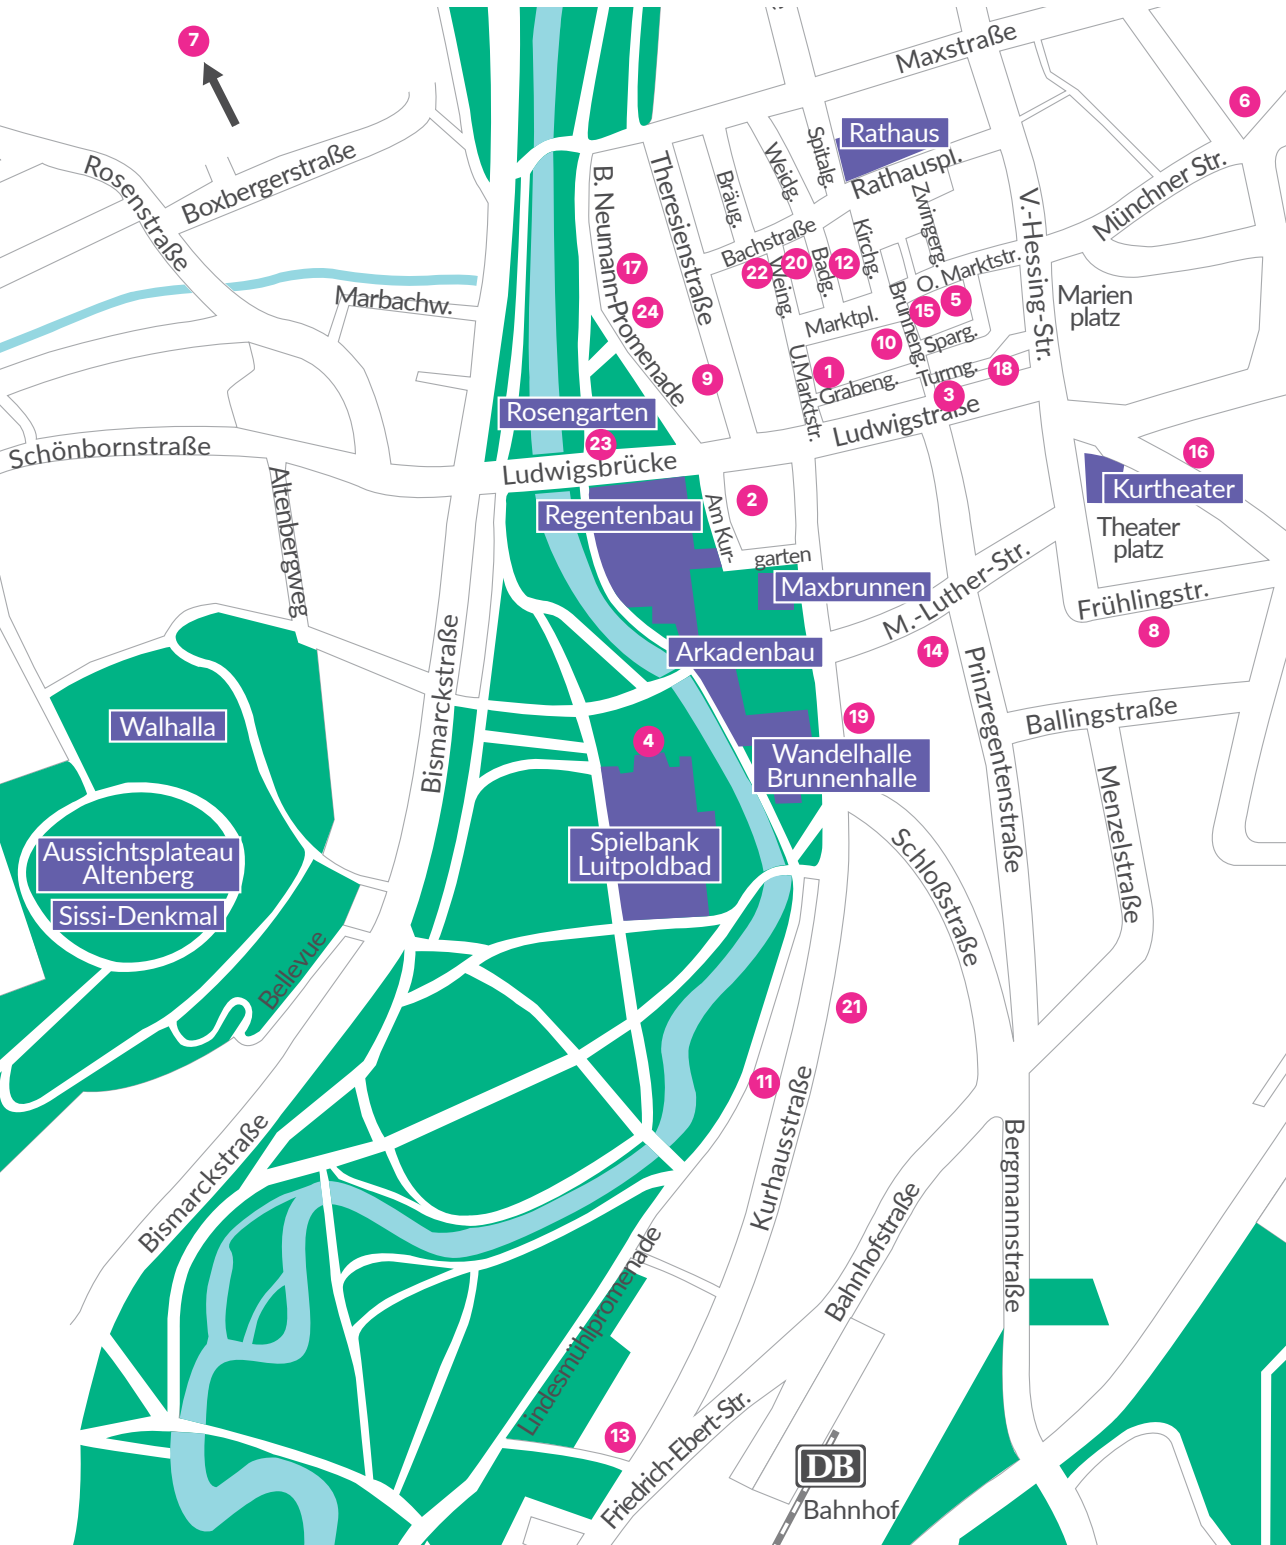 7
Maxstraße
6
Rathaus
Rathauspl.
Spitalg.
Weidg.
Bräug.
Theresienstraße
B. Neumann-Promenade
Rosenstraße
Boxbergerstraße
Münchner Str.
V.-Hessing-Str.
Zwingerg.
Kirchg.
Bachstraße
Badg.
Weing.
17
22
20
12
O. Marktstr.
Marbachw.
24
Marktpl.
Brunneng.
15
5
Marien
platz
Sparg.
10
U.Marktstr.
1
Grabeng.
Turmg.
18
9
3
Rosengarten
Ludwigstraße
23
Schönbornstraße
Ludwigsbrücke
16
Kurtheater
Altenbergweg
Regentenbau
2
Am Kur-
garten
Theater
platz
Maxbrunnen
M.-Luther-Str.
Frühlingstr.
8
14
Arkadenbau
Bismarckstraße
Prinzregentenstraße
Walhalla
4
19
Ballingstraße
Wandelhalle
Brunnenhalle
Menzelstraße
Spielbank
Luitpoldbad
Aussichtsplateau
Altenberg
Sissi-Denkmal
Schloßstraße
Bellevue
21
11
Kurhausstraße
Bismarckstraße
Bergmannstraße
Bahnhofstraße
Lindesmühlpromenade
13
Friedrich-Ebert-Str.
DB
Bahnhof